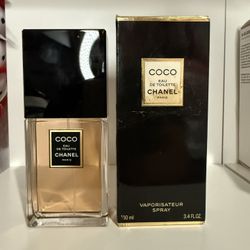 COCO
EAU
DE TOILETTE
CHANEL
PARIS
COCO
EAU
DE TOILETTE
CHANEL
PARIS
VAPORISATEUR
SPRAY
3.4 FL.OZ.